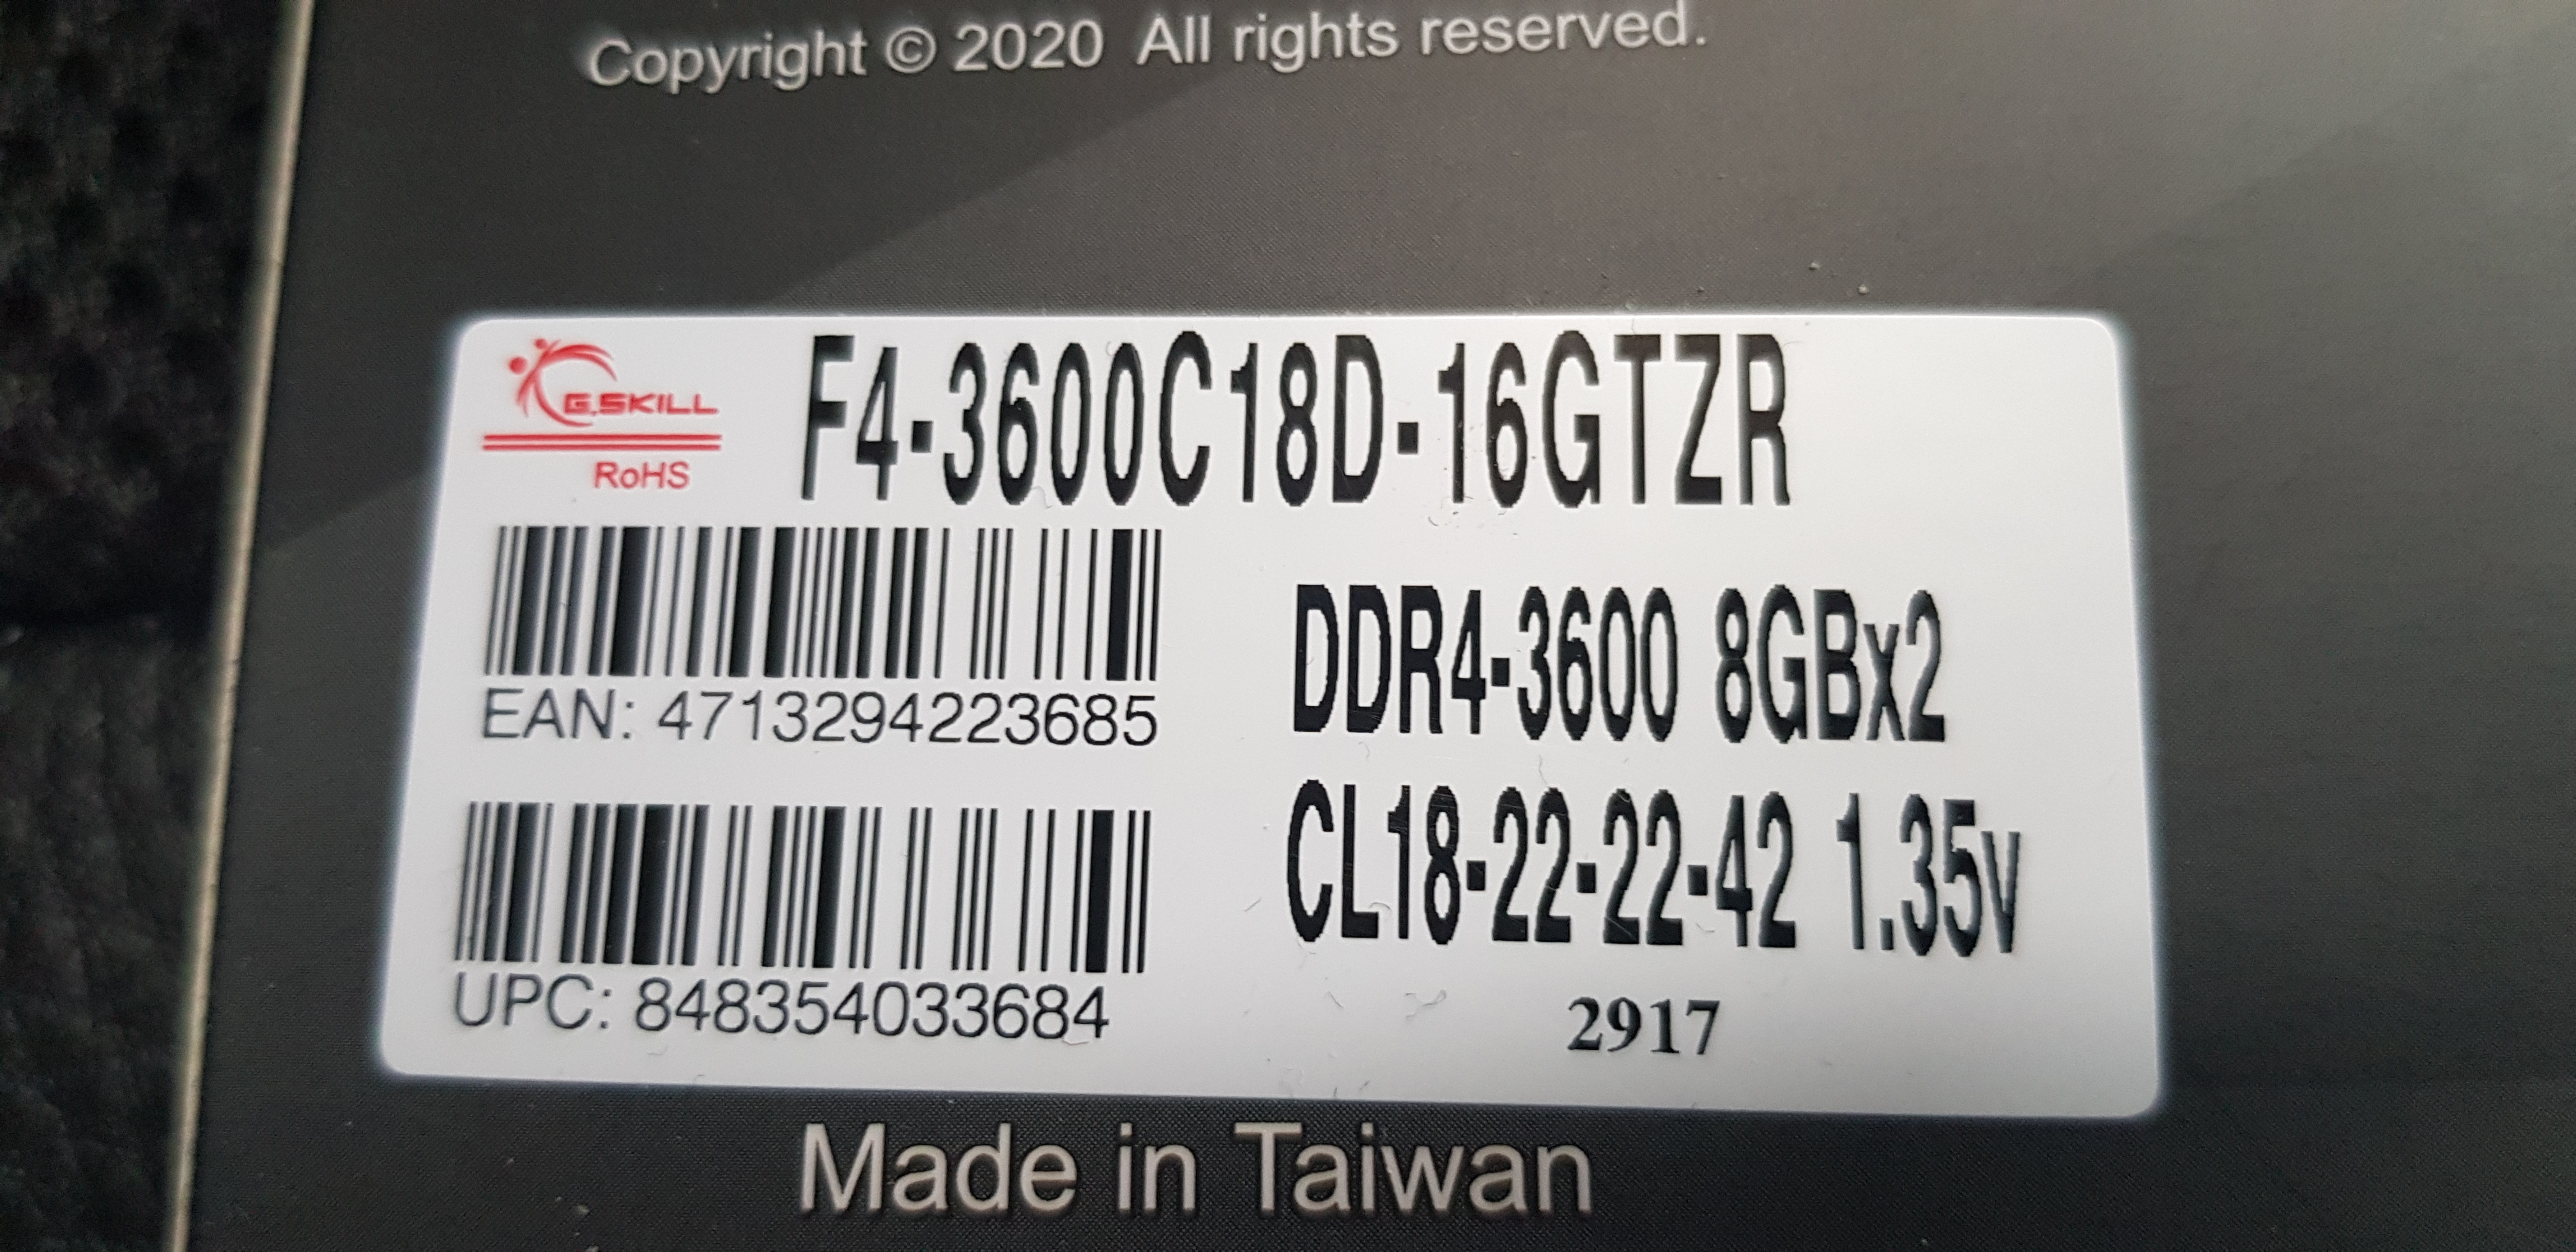 Copyright © 2020 All rights reserved.
G.SKILL
RoHS
F4-3600C18D-16GTZR
EAN: 4713294223685
DDR4-3600 8GBx2
CL18-22-22-42 1.35v
UPC: 848354033684
2917
Made in Taiwan